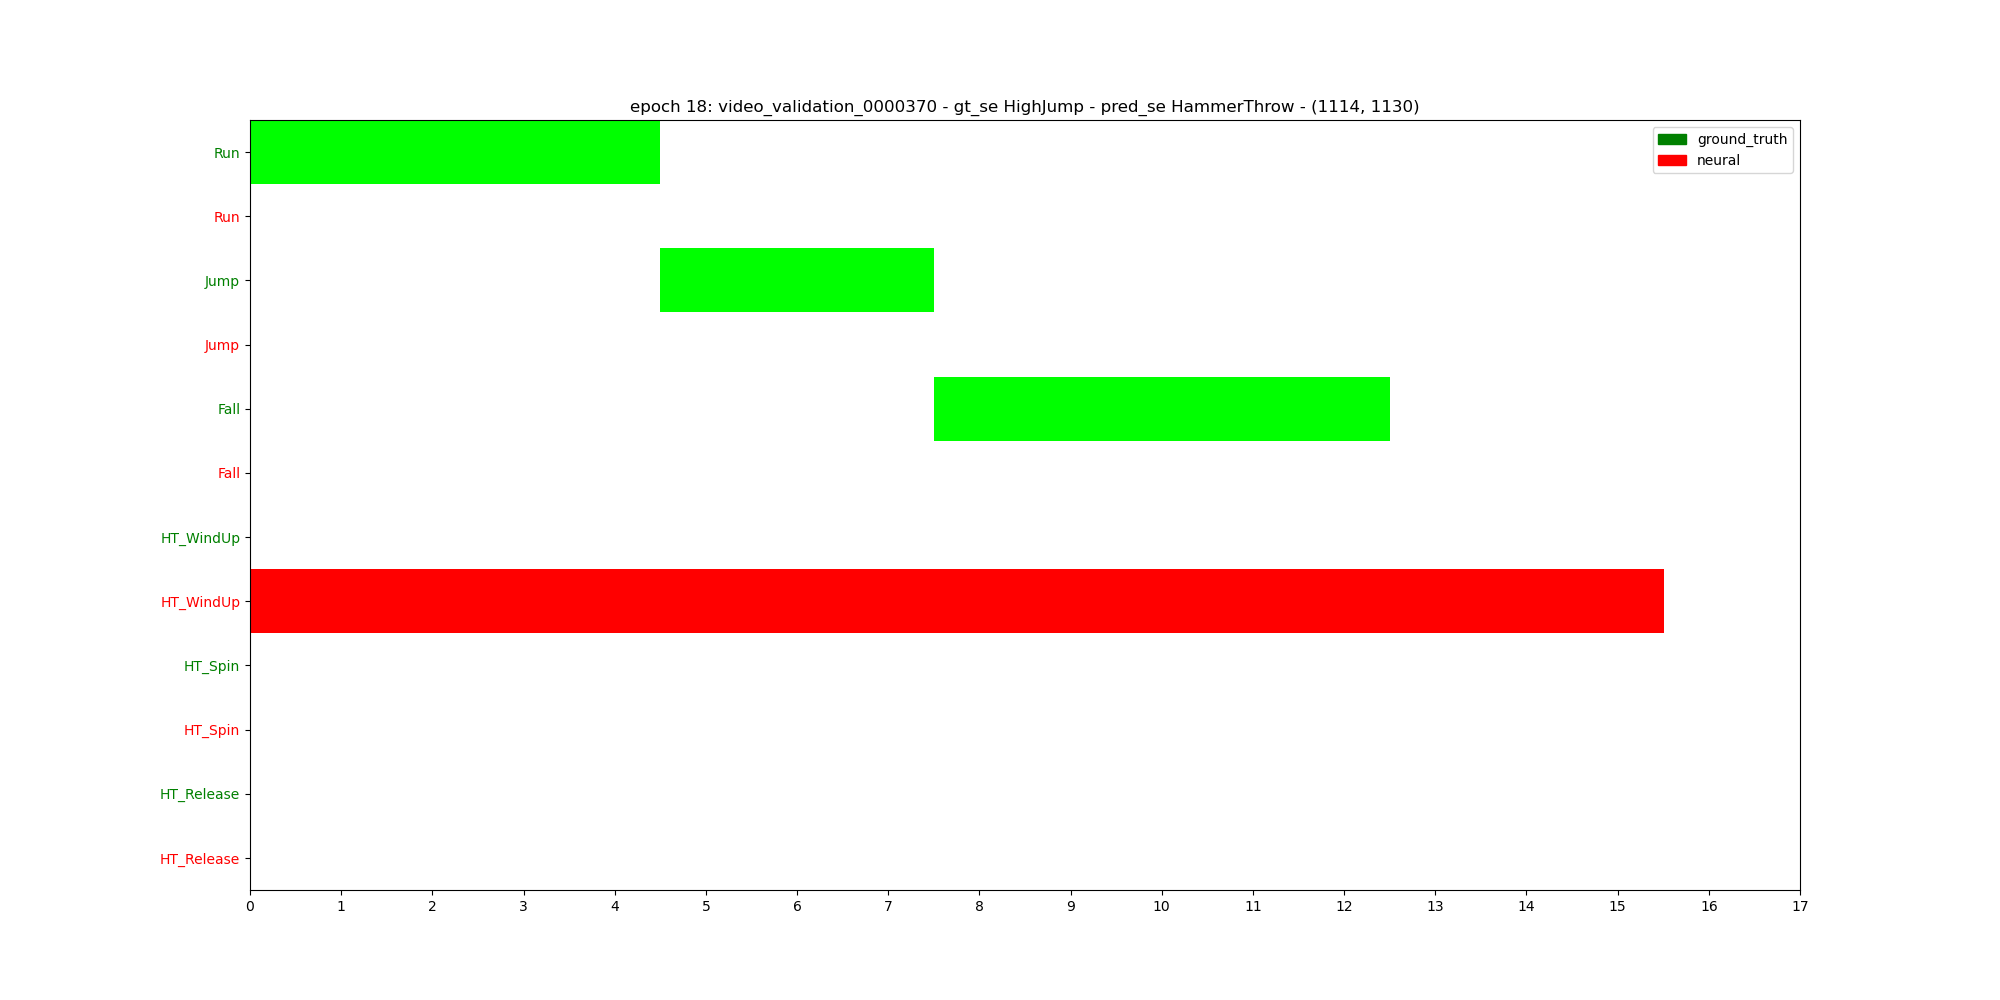 epoch 18: video_validation_0000370 - gt_se HighJump - pred_se HammerThrow - (1114, 1130)
ground_truth
neural
Run
Run
Jump
Jump
Fall
Fall
HT_WindUp
HT_WindUp
HT_Spin
HT_Spin
HT_Release
HT_Release
0 1 2 3 4 5 6 7 8 9 10 11 12 13 14 15 16 17